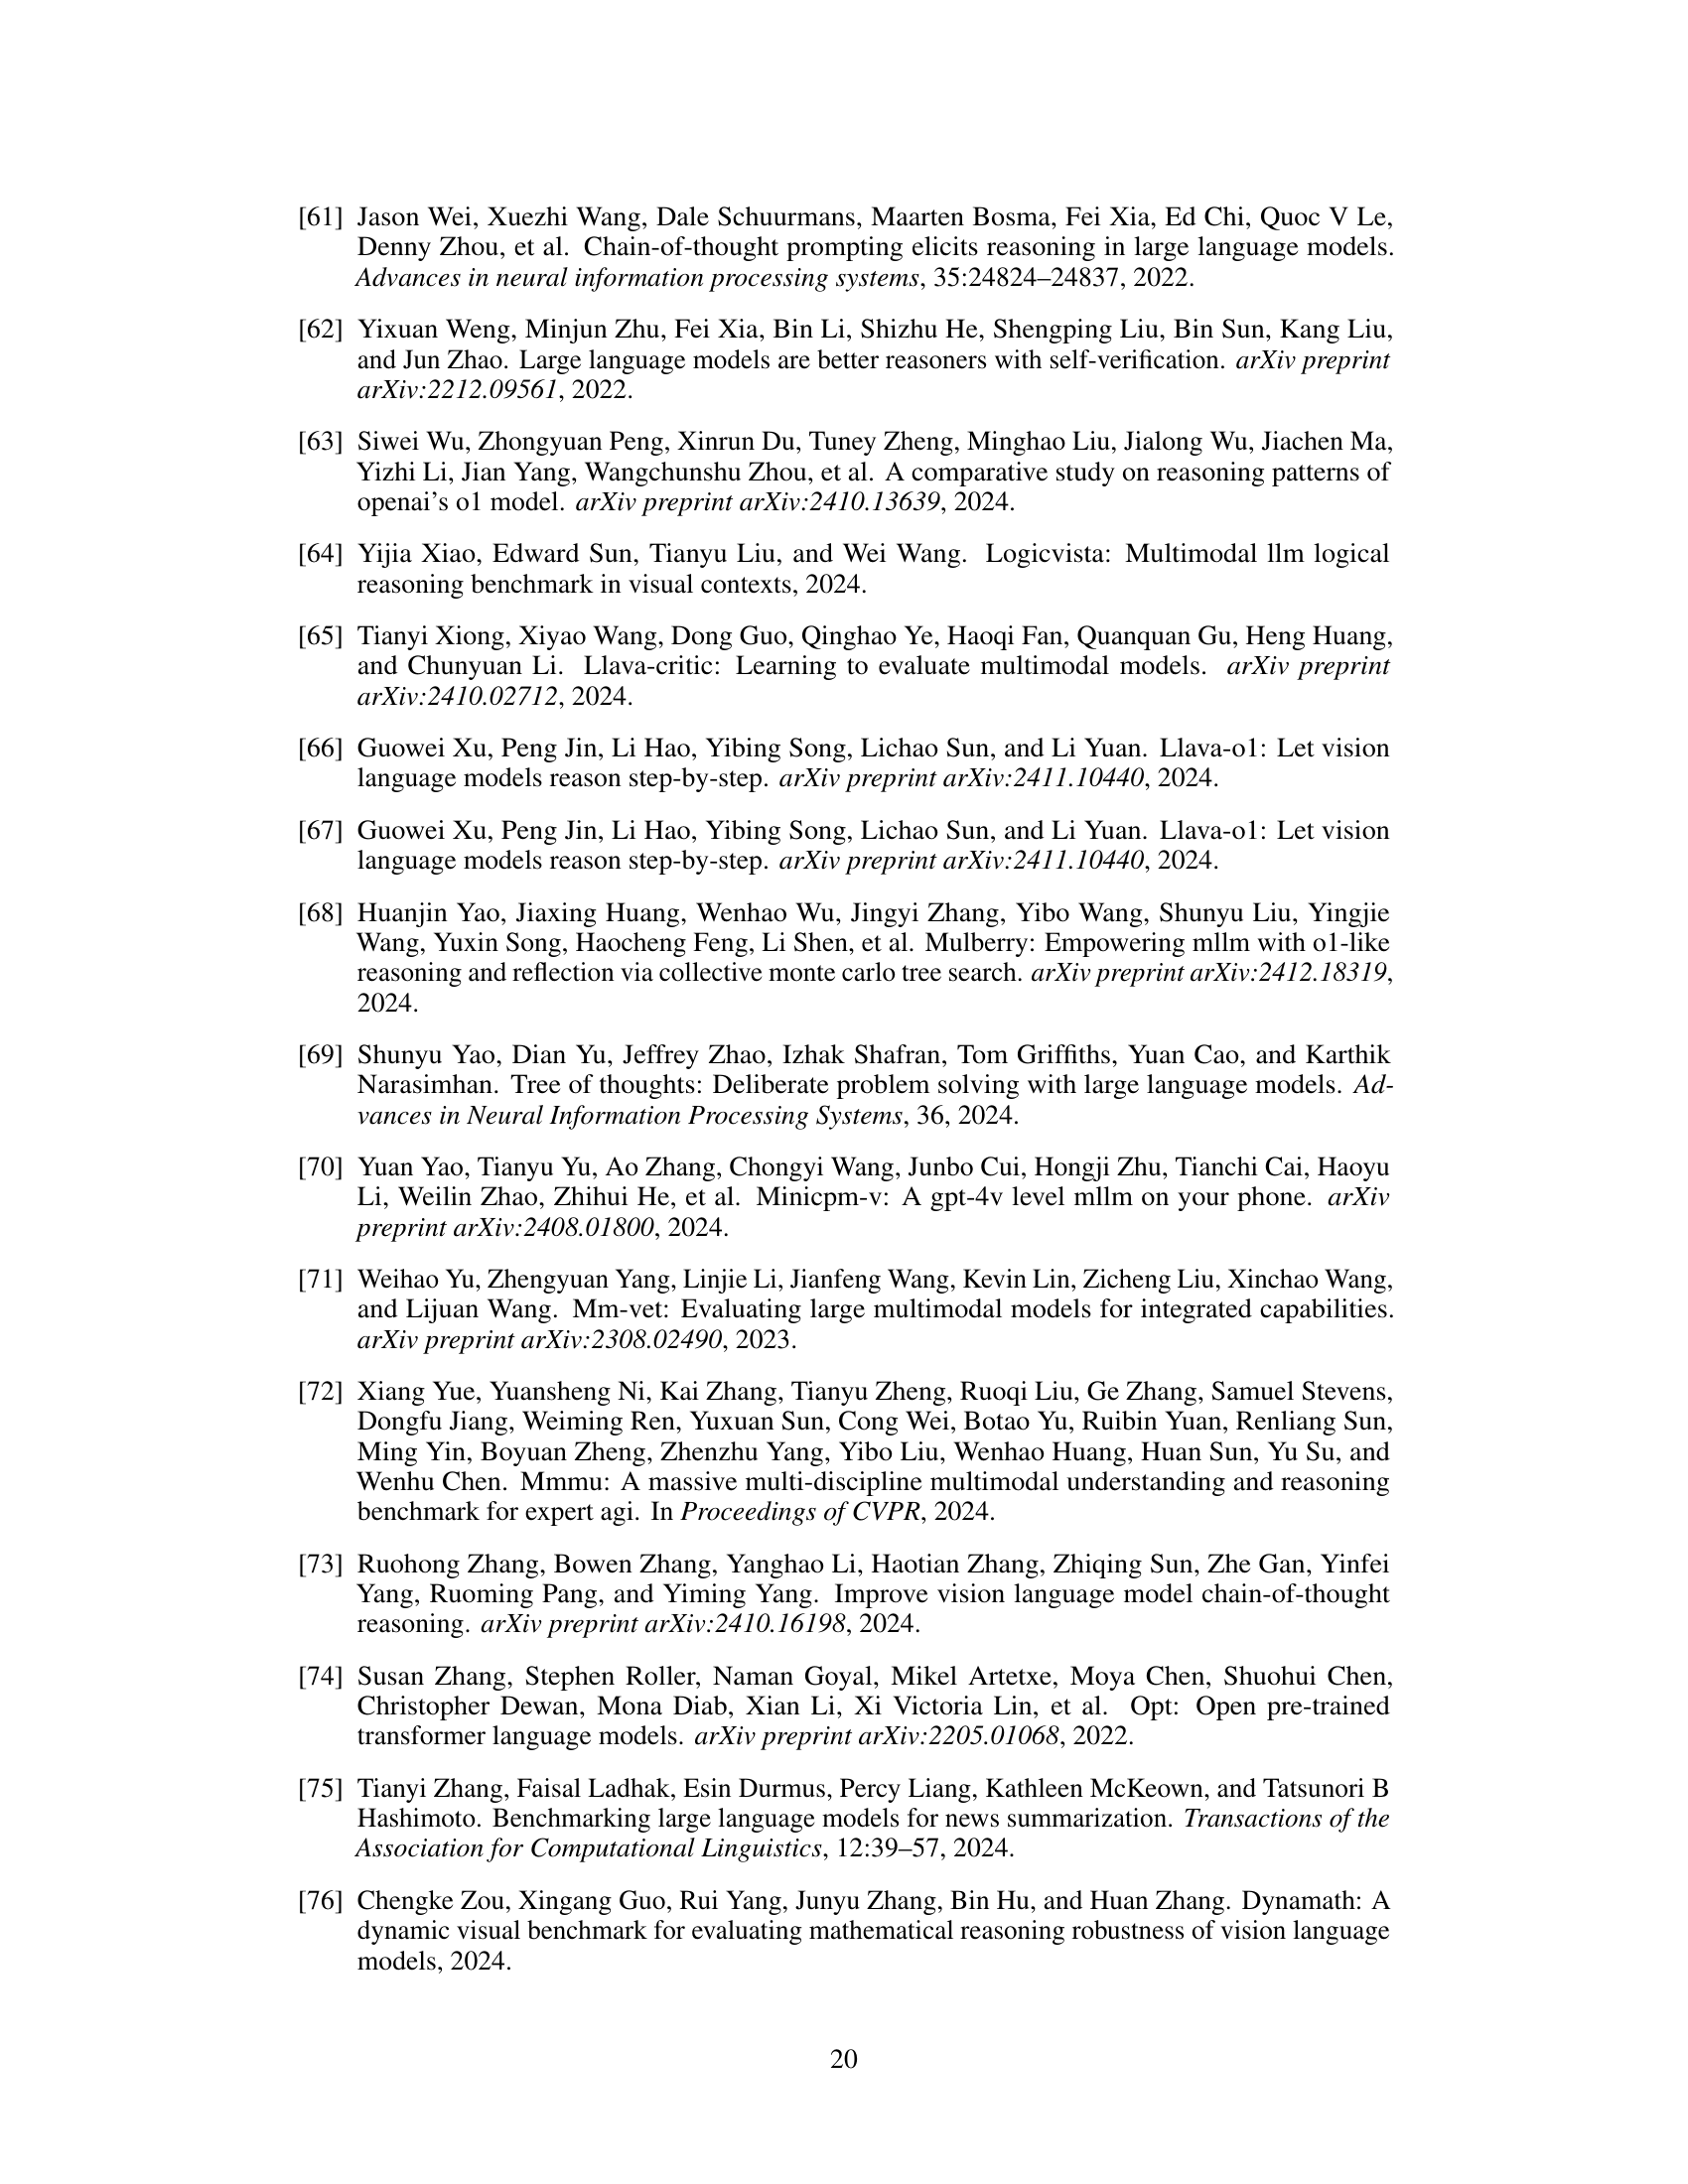 [61] Jason Wei, Xuezhi Wang, Dale Schuurmans, Maarten Bosma, Fei Xia, Ed Chi, Quoc V Le,
Denny Zhou, et al. Chain-of-thought prompting elicits reasoning in large language models.
Advances in neural information processing systems, 35:24824–24837, 2022.
[62] Yixuan Weng, Minjun Zhu, Fei Xia, Bin Li, Shizhu He, Shengping Liu, Bin Sun, Kang Liu,
and Jun Zhao. Large language models are better reasoners with self-verification. arXiv preprint
arXiv:2212.09561, 2022.
[63] Siwei Wu, Zhongyuan Peng, Xinrun Du, Tuney Zheng, Minghao Liu, Jialong Wu, Jiachen Ma,
Yizhi Li, Jian Yang, Wangchunshu Zhou, et al. A comparative study on reasoning patterns of
openai’s o1 model. arXiv preprint arXiv:2410.13639, 2024.
[64] Yijia Xiao, Edward Sun, Tianyu Liu, and Wei Wang. Logicvista: Multimodal llm logical
reasoning benchmark in visual contexts, 2024.
[65] Tianyi Xiong, Xiyao Wang, Dong Guo, Qinghao Ye, Haoqi Fan, Quanquan Gu, Heng Huang,
and Chunyuan Li. Llava-critic: Learning to evaluate multimodal models. arXiv preprint
arXiv:2410.02712, 2024.
[66] Guowei Xu, Peng Jin, Li Hao, Yibing Song, Lichao Sun, and Li Yuan. Llava-o1: Let vision
language models reason step-by-step. arXiv preprint arXiv:2411.10440, 2024.
[67] Guowei Xu, Peng Jin, Li Hao, Yibing Song, Lichao Sun, and Li Yuan. Llava-o1: Let vision
language models reason step-by-step. arXiv preprint arXiv:2411.10440, 2024.
[68] Huanjin Yao, Jiaxing Huang, Wenhao Wu, Jingyi Zhang, Yibo Wang, Shunyu Liu, Yingjie
Wang, Yuxin Song, Haocheng Feng, Li Shen, et al. Mulberry: Empowering mllm with o1-like
reasoning and reflection via collective monte carlo tree search. arXiv preprint arXiv:2412.18319,
2024.
[69] Shunyu Yao, Dian Yu, Jeffrey Zhao, Izhak Shafran, Tom Griffiths, Yuan Cao, and Karthik
Narasimhan. Tree of thoughts: Deliberate problem solving with large language models. Ad-
vances in Neural Information Processing Systems, 36, 2024.
[70] Yuan Yao, Tianyu Yu, Ao Zhang, Chongyi Wang, Junbo Cui, Hongji Zhu, Tianchi Cai, Haoyu
Li, Weilin Zhao, Zhihui He, et al. Minicpm-v: A gpt-4v level mllm on your phone. arXiv
preprint arXiv:2408.01800, 2024.
[71] Weihao Yu, Zhengyuan Yang, Linjie Li, Jianfeng Wang, Kevin Lin, Zicheng Liu, Xinchao Wang,
and Lijuan Wang. Mm-vet: Evaluating large multimodal models for integrated capabilities.
arXiv preprint arXiv:2308.02490, 2023.
[72] Xiang Yue, Yuansheng Ni, Kai Zhang, Tianyu Zheng, Ruoqi Liu, Ge Zhang, Samuel Stevens,
Dongfu Jiang, Weiming Ren, Yuxuan Sun, Cong Wei, Botao Yu, Ruibin Yuan, Renliang Sun,
Ming Yin, Boyuan Zheng, Zhenzhu Yang, Yibo Liu, Wenhao Huang, Huan Sun, Yu Su, and
Wenhu Chen. Mmmu: A massive multi-discipline multimodal understanding and reasoning
benchmark for expert agi. In Proceedings of CVPR, 2024.
[73] Ruohong Zhang, Bowen Zhang, Yanghao Li, Haotian Zhang, Zhiqing Sun, Zhe Gan, Yinfei
Yang, Ruoming Pang, and Yiming Yang. Improve vision language model chain-of-thought
reasoning. arXiv preprint arXiv:2410.16198, 2024.
[74] Susan Zhang, Stephen Roller, Naman Goyal, Mikel Artetxe, Moya Chen, Shuohui Chen,
Christopher Dewan, Mona Diab, Xian Li, Xi Victoria Lin, et al. Opt: Open pre-trained
transformer language models. arXiv preprint arXiv:2205.01068, 2022.
[75] Tianyi Zhang, Faisal Ladhak, Esin Durmus, Percy Liang, Kathleen McKeown, and Tatsunori B
Hashimoto. Benchmarking large language models for news summarization. Transactions of the
Association for Computational Linguistics, 12:39–57, 2024.
[76] Chengke Zou, Xingang Guo, Rui Yang, Junyu Zhang, Bin Hu, and Huan Zhang. Dynamath: A
dynamic visual benchmark for evaluating mathematical reasoning robustness of vision language
models, 2024.
20